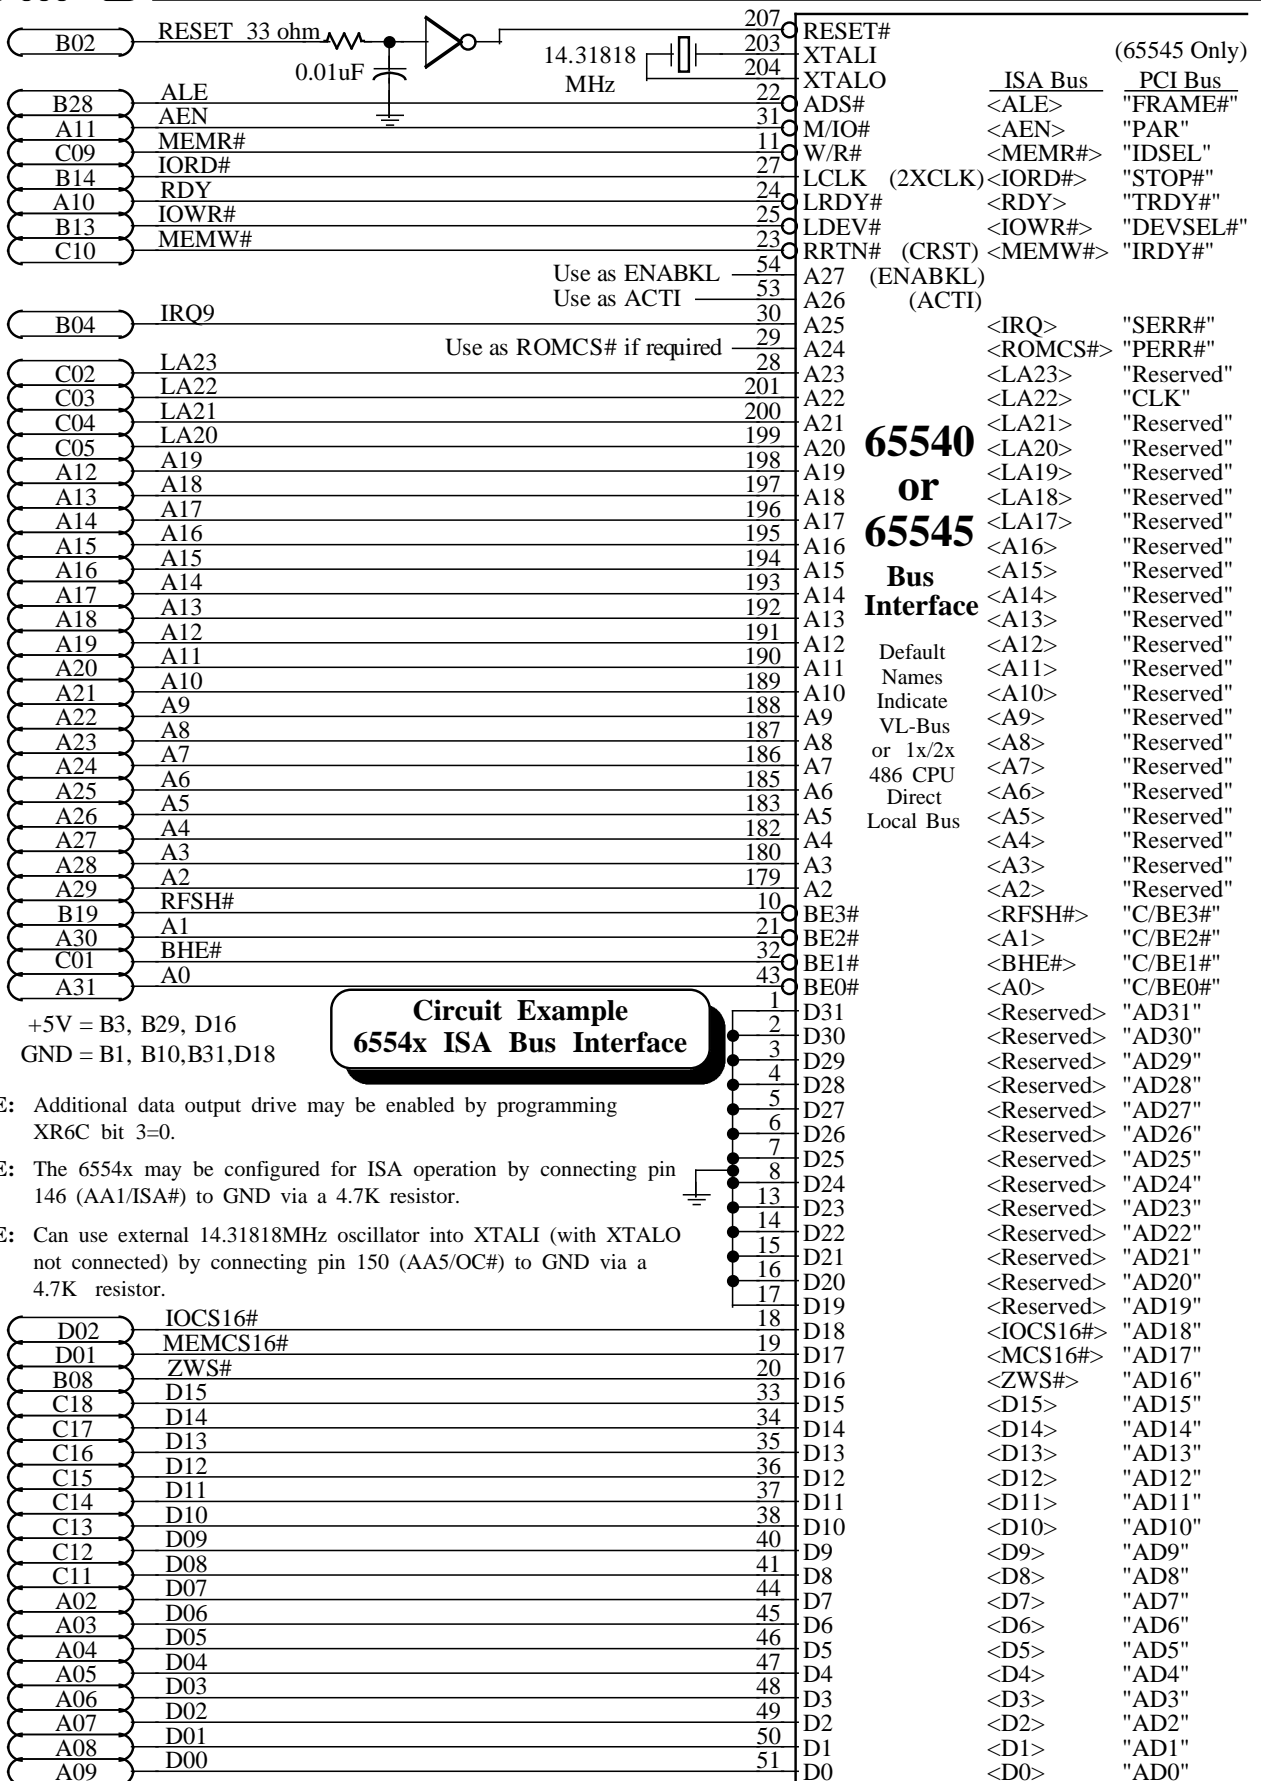 B02 RESET 33 ohm 207 RESET#
0.01uF 14.31818 MHz 203 XTALI (65545 Only)
204 XTALO ISA Bus PCI Bus
B28 ALE 22 ADS# <ALE> "FRAME#"
A11 AEN 31 M/IO# <AEN> "PAR"
C09 MEMR# 11 W/R# <MEMR#> "IDSEL"
B14 IORD# 27 LCLK (2XCLK) <IORD#> "STOP#"
A10 RDY 24 LRDY# <RDY> "TRDY#"
B13 IOWR# 25 LDEV# <IOWR#> "DEVSEL#"
C10 MEMW# 23 RRTN# (CRST) <MEMW#> "IRDY#"
Use as ENABKL 54 A27 (ENABKL)
Use as ACTI 53 A26 (ACTI)
B04 IRQ9 30 A25 <IRQ> "SERR#"
Use as ROMCS# if required 29 A24 <ROMCS#> "PERR#"
C02 LA23 28 A23 <LA23> "Reserved"
C03 LA22 201 A22 <LA22> "CLK"
C04 LA21 200 A21 <LA21> "Reserved"
C05 LA20 199 A20 <LA20> "Reserved"
A12 A19 198 A19 <LA19> "Reserved"
A13 A18 197 A18 <LA18> "Reserved"
A14 A17 196 A17 <LA17> "Reserved"
A15 A16 195 A16 <A16> "Reserved"
A16 A15 194 A15 <A15> "Reserved"
A17 A14 193 A14 <A14> "Reserved"
A18 A13 192 A13 <A13> "Reserved"
A19 A12 191 A12 <A12> "Reserved"
A20 A11 190 A11 <A11> "Reserved"
A21 A10 189 A10 <A10> "Reserved"
A22 A9 188 A9 <A9> "Reserved"
A23 A8 187 A8 <A8> "Reserved"
A24 A7 186 A7 <A7> "Reserved"
A25 A6 185 A6 <A6> "Reserved"
A26 A5 183 A5 <A5> "Reserved"
A27 A4 182 A4 <A4> "Reserved"
A28 A3 180 A3 <A3> "Reserved"
A29 A2 179 A2 <A2> "Reserved"
B19 RFSH# 10 BE3# <RFSH#> "C/BE3#"
A30 A1 21 BE2# <A1> "C/BE2#"
C01 BHE# 32 BE1# <BHE#> "C/BE1#"
A31 A0 43 BE0# <A0> "C/BE0#"
65540
or
65545
Bus
Interface
Default
Names
Indicate
VL-Bus
or 1x/2x
486 CPU
Direct
Local Bus
+5V = B3, B29, D16
GND = B1, B10,B31,D18
Circuit Example
6554x ISA Bus Interface
E: Additional data output drive may be enabled by programming
XR6C bit 3=0.
E: The 6554x may be configured for ISA operation by connecting pin
146 (AA1/ISA#) to GND via a 4.7K resistor.
E: Can use external 14.31818MHz oscillator into XTALI (with XTALO
not connected) by connecting pin 150 (AA5/OC#) to GND via a
4.7K resistor.
1 D31 <Reserved> "AD31"
2 D30 <Reserved> "AD30"
3 D29 <Reserved> "AD29"
4 D28 <Reserved> "AD28"
5 D27 <Reserved> "AD27"
6 D26 <Reserved> "AD26"
7 D25 <Reserved> "AD25"
8 D24 <Reserved> "AD24"
13 D23 <Reserved> "AD23"
14 D22 <Reserved> "AD22"
15 D21 <Reserved> "AD21"
16 D20 <Reserved> "AD20"
17 D19 <Reserved> "AD19"
D02 IOCS16# 18 D18 <IOCS16#> "AD18"
D01 MEMCS16# 19 D17 <MCS16#> "AD17"
B08 ZWS# 20 D16 <ZWS#> "AD16"
C18 D15 33 D15 <D15> "AD15"
C17 D14 34 D14 <D14> "AD14"
C16 D13 35 D13 <D13> "AD13"
C15 D12 36 D12 <D12> "AD12"
C14 D11 37 D11 <D11> "AD11"
C13 D10 38 D10 <D10> "AD10"
C12 D09 40 D9 <D9> "AD9"
C11 D08 41 D8 <D8> "AD8"
A02 D07 44 D7 <D7> "AD7"
A03 D06 45 D6 <D6> "AD6"
A04 D05 46 D5 <D5> "AD5"
A05 D04 47 D4 <D4> "AD4"
A06 D03 48 D3 <D3> "AD3"
A07 D02 49 D2 <D2> "AD2"
A08 D01 50 D1 <D1> "AD1"
A09 D00 51 D0 <D0> "AD0"